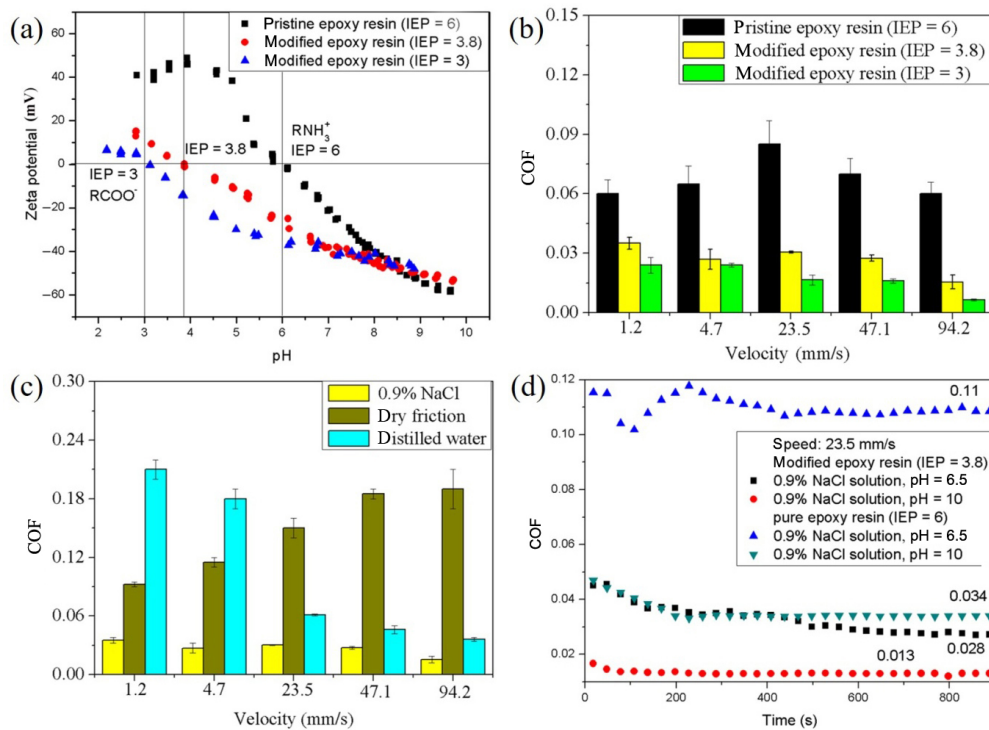 (a)
Pristine epoxy resin (IEP = 6)
Modified epoxy resin (IEP = 3.8)
Modified epoxy resin (IEP = 3)
RNH₃⁺
IEP = 6
IEP = 3.8
IEP = 3
RCOO⁻
Zeta potential (mV)
60
40
20
0
−20
−40
−60
2 3 4 5 6 7 8 9 10
pH
(b)
Pristine epoxy resin (IEP = 6)
Modified epoxy resin (IEP = 3.8)
Modified epoxy resin (IEP = 3)
COF
0.15
0.12
0.09
0.06
0.03
0.00
1.2 4.7 23.5 47.1 94.2
Velocity (mm/s)
(c)
0.9% NaCl
Dry friction
Distilled water
COF
0.30
0.24
0.18
0.12
0.06
0.00
1.2 4.7 23.5 47.1 94.2
Velocity (mm/s)
(d)
0.11
Speed: 23.5 mm/s
Modified epoxy resin (IEP = 3.8)
0.9% NaCl solution, pH = 6.5
0.9% NaCl solution, pH = 10
pure epoxy resin (IEP = 6)
0.9% NaCl solution, pH = 6.5
0.9% NaCl solution, pH = 10
0.034
0.028
0.013
COF
0.12
0.10
0.08
0.06
0.04
0.02
0 200 400 600 800
Time (s)